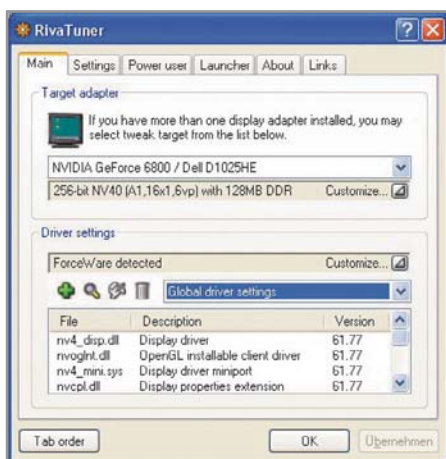 RivaTuner
Main Settings Power user Launcher About Links
Target adapter
If you have more than one display adapter installed, you may
select tweak target from the list below.
NVIDIA GeForce 6800 / Dell D1025HE
256-bit NV40 (A1,16x1,6vp) with 128MB DDR Customize...
Driver settings
ForceWare detected Customize...
Global driver settings
File Description Version
nv4_disp.dll Display driver 61.77
nvoglnt.dll OpenGL installable client driver 61.77
nv4_mini.sys Display driver miniport 61.77
nvcpl.dll Display properties extension 61.77
Tab order OK Übernehmen